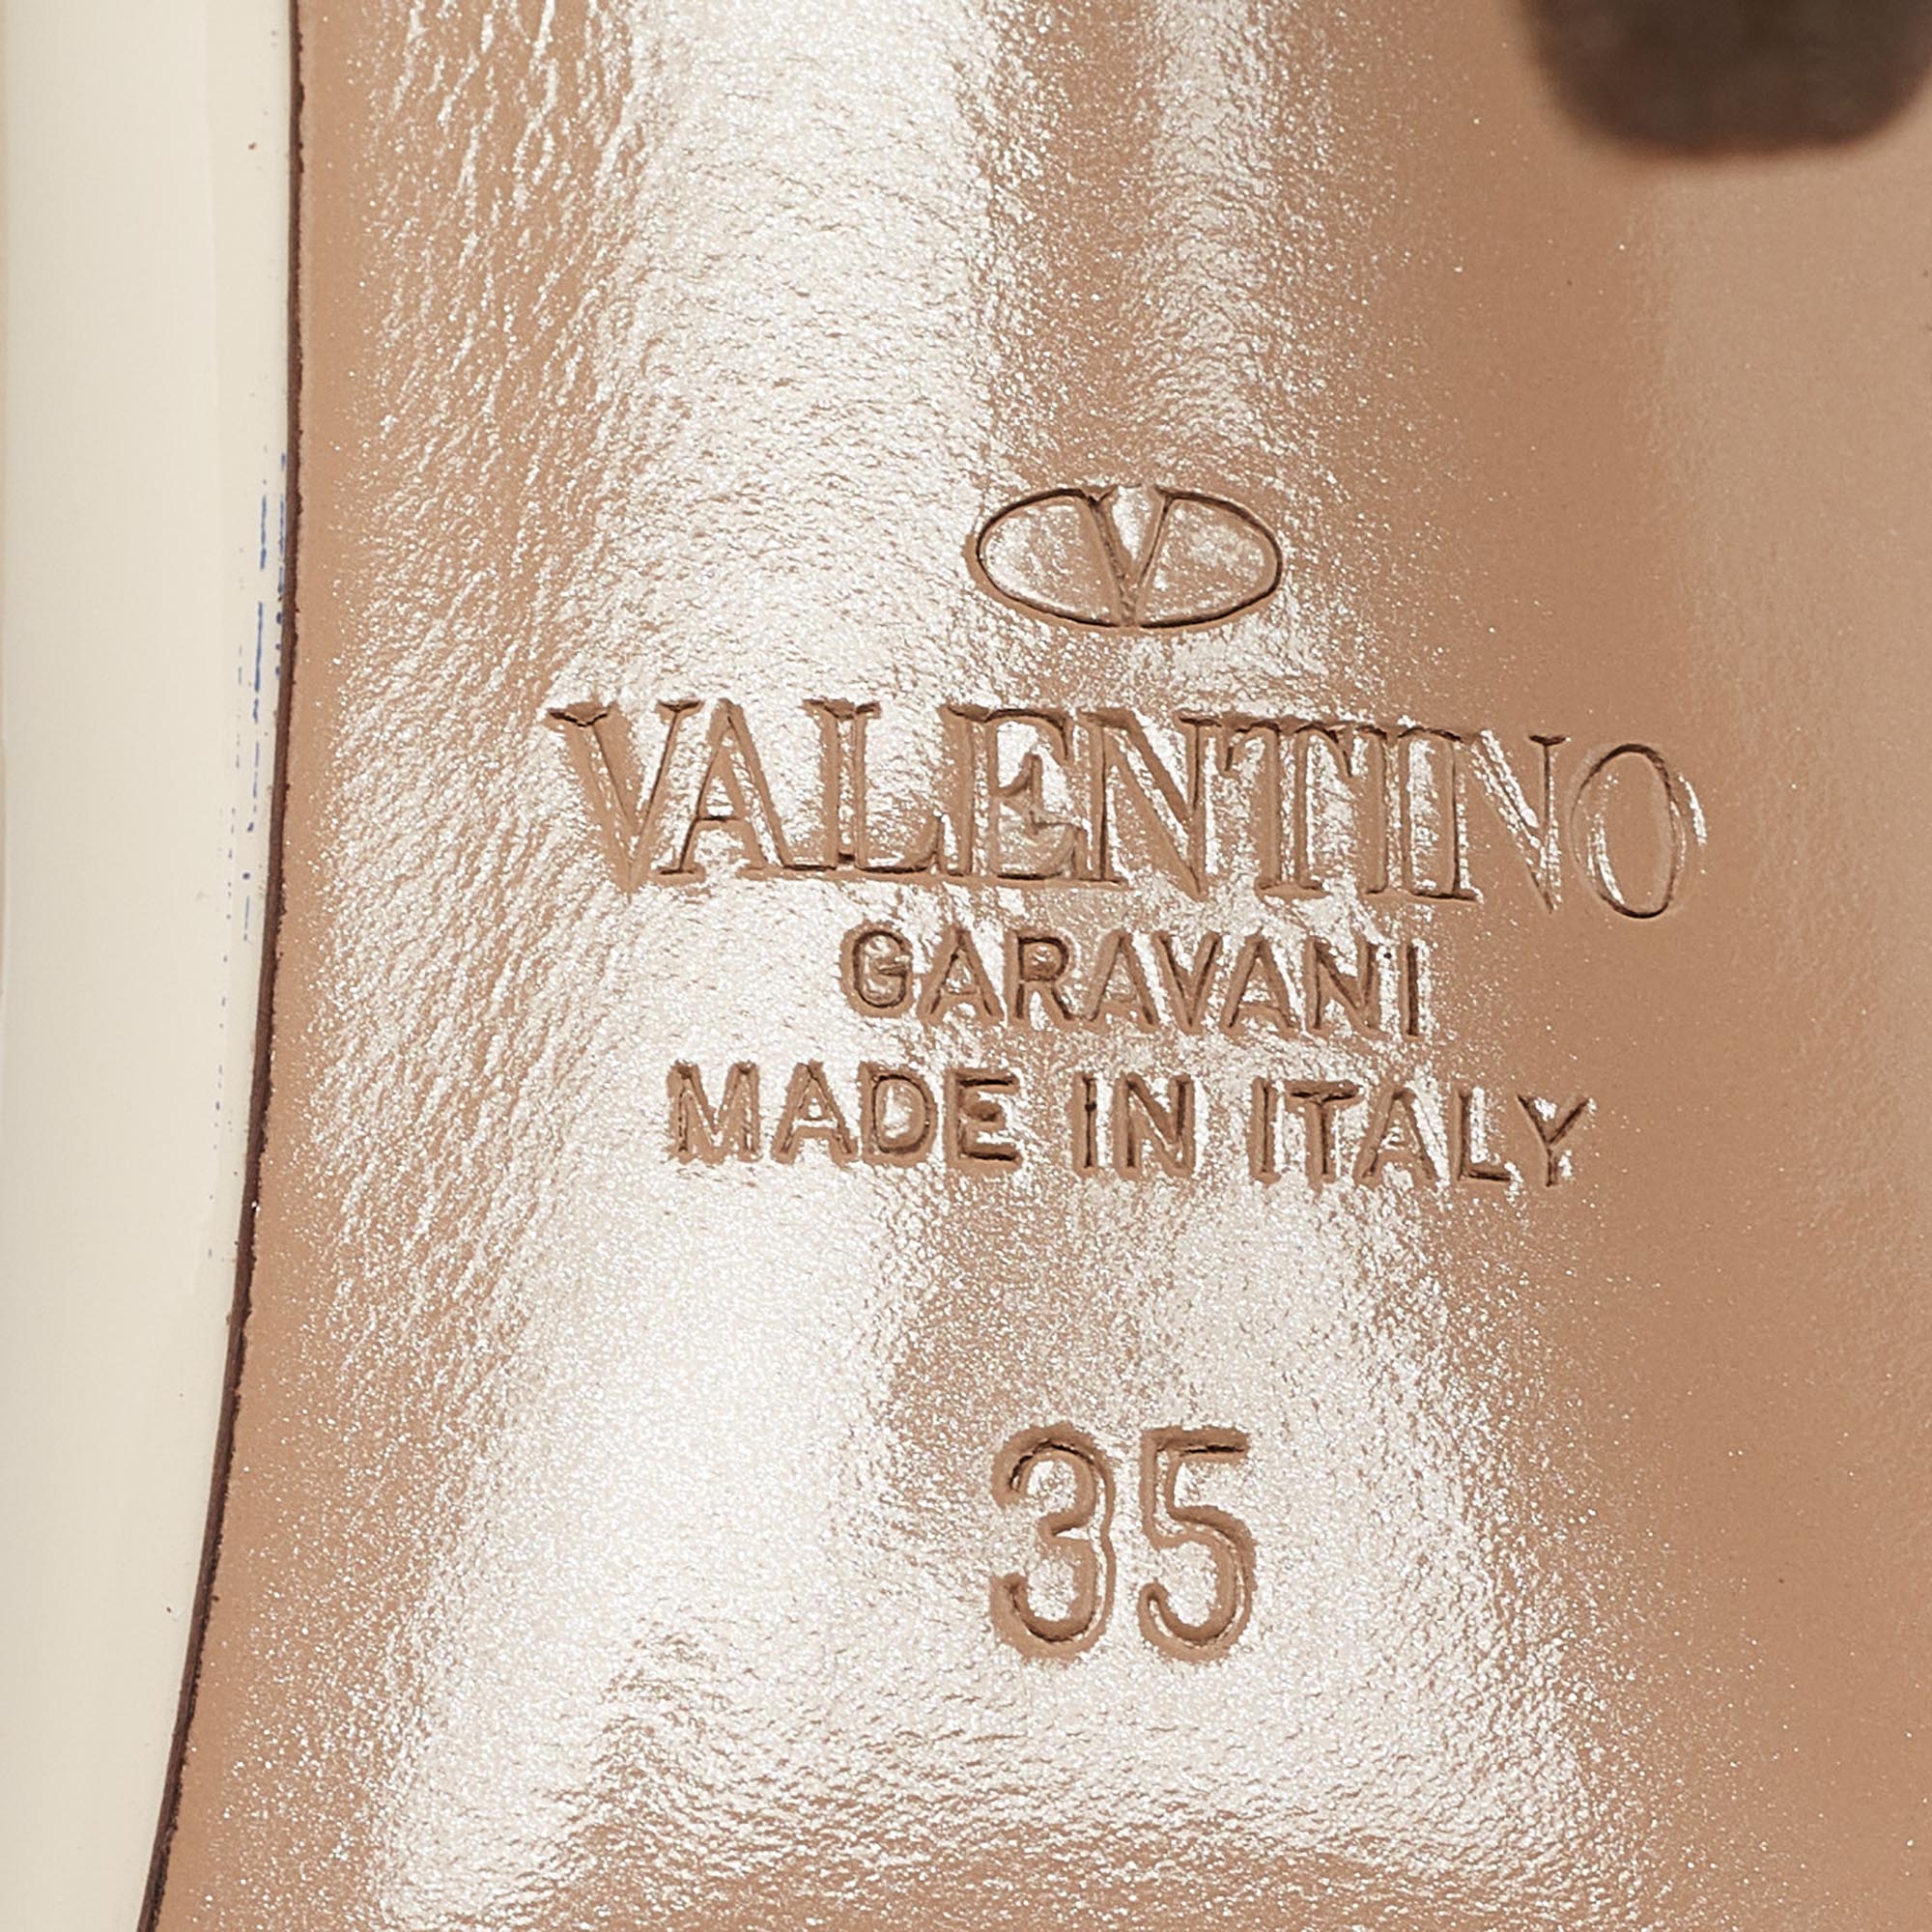 V
VALENTINO
GARAVANI
MADE IN ITALY
35